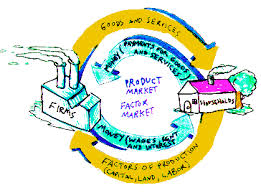 GOODS AND SERVICES
MONEY (PAYMENTS FOR GOODS
AND SERVICES)
PRODUCT
MARKET
FACTOR
MARKET
FIRMS
HOUSEHOLDS
MONEY (WAGES, RENT
AND INTEREST
FACTORS OF PRODUCTION
(CAPITAL, LAND, LABOR)